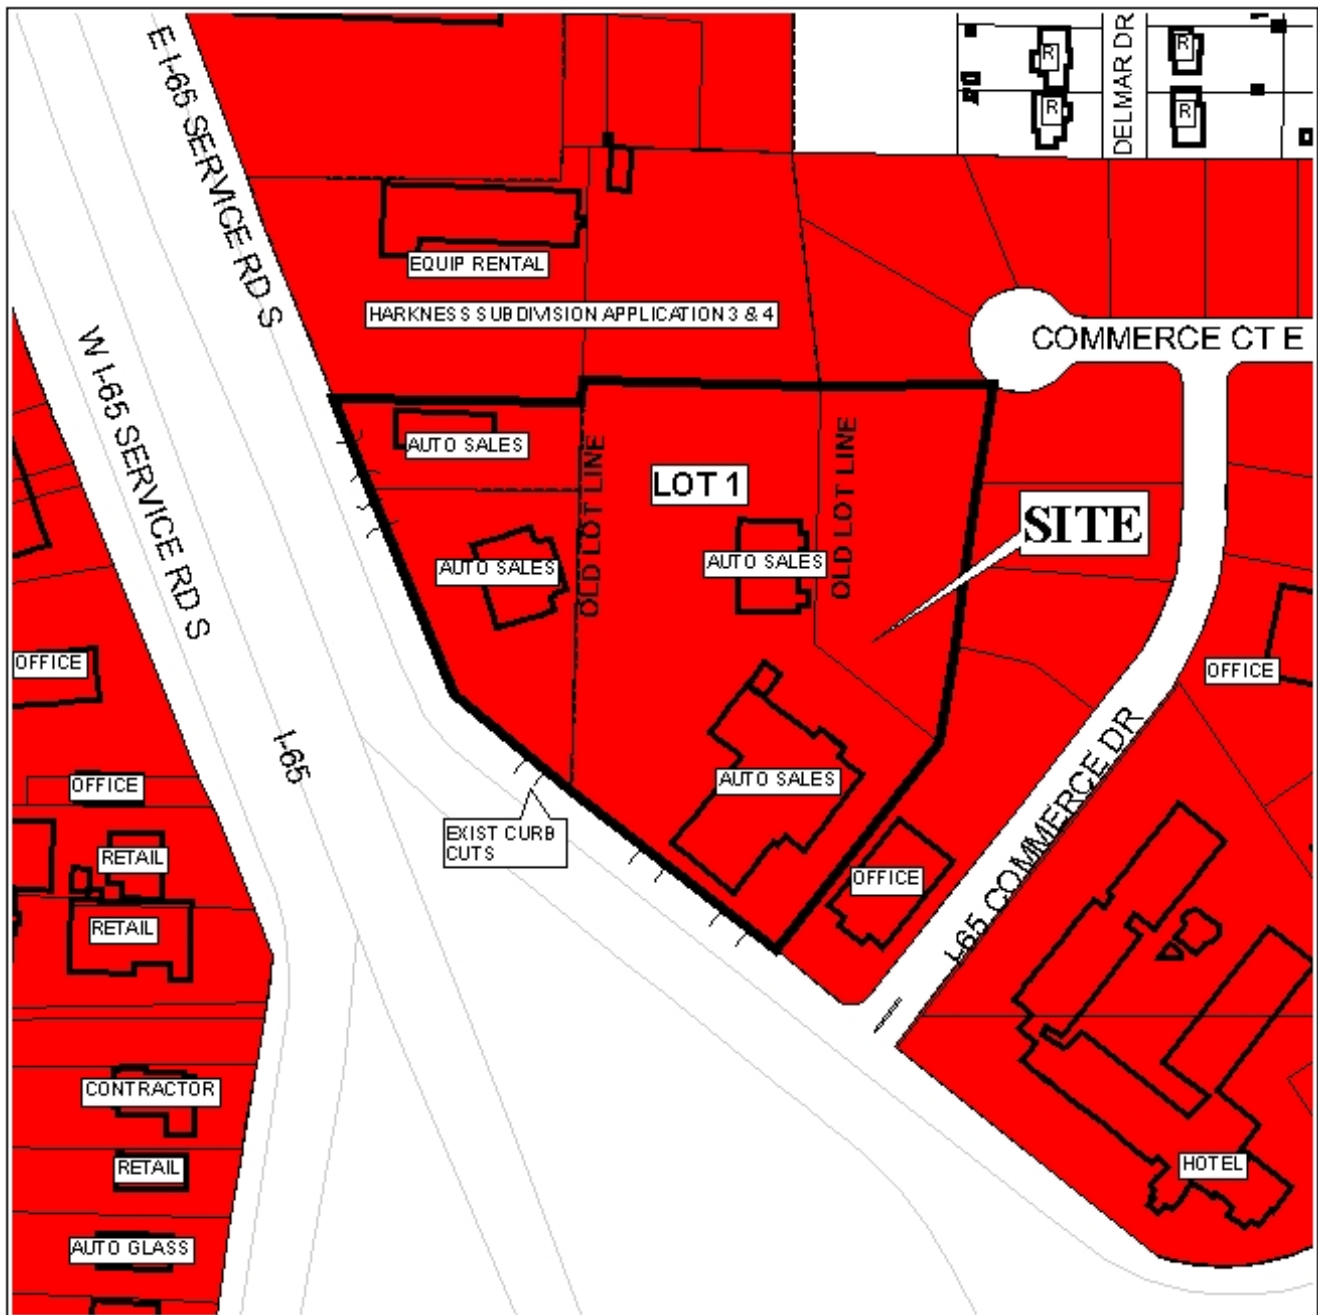 E I-65 SERVICE RD S
DELMAR DR
R
R
R
R
EQUIP RENTAL
HARKNESS SUBDIVISION APPLICATION 3 & 4
COMMERCE CT E
W I-65 SERVICE RD S
AUTO SALES
OLD LOT LINE
LOT 1
OLD LOT LINE
SITE
AUTO SALES
AUTO SALES
OFFICE
OFFICE
I-65
OFFICE
AUTO SALES
I-65 COMMERCE DR
EXIST CURB
CUTS
RETAIL
OFFICE
RETAIL
CONTRACTOR
RETAIL
HOTEL
AUTO GLASS